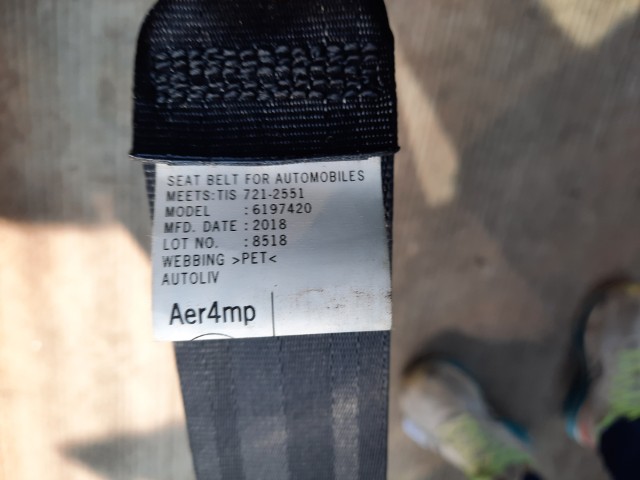 SEAT BELT FOR AUTOMOBILES
MEETS:TIS 721-2551
MODEL : 6197420
MFD. DATE : 2018
LOT NO. : 8518
WEBBING >PET<
AUTOLIV
Aer4mp